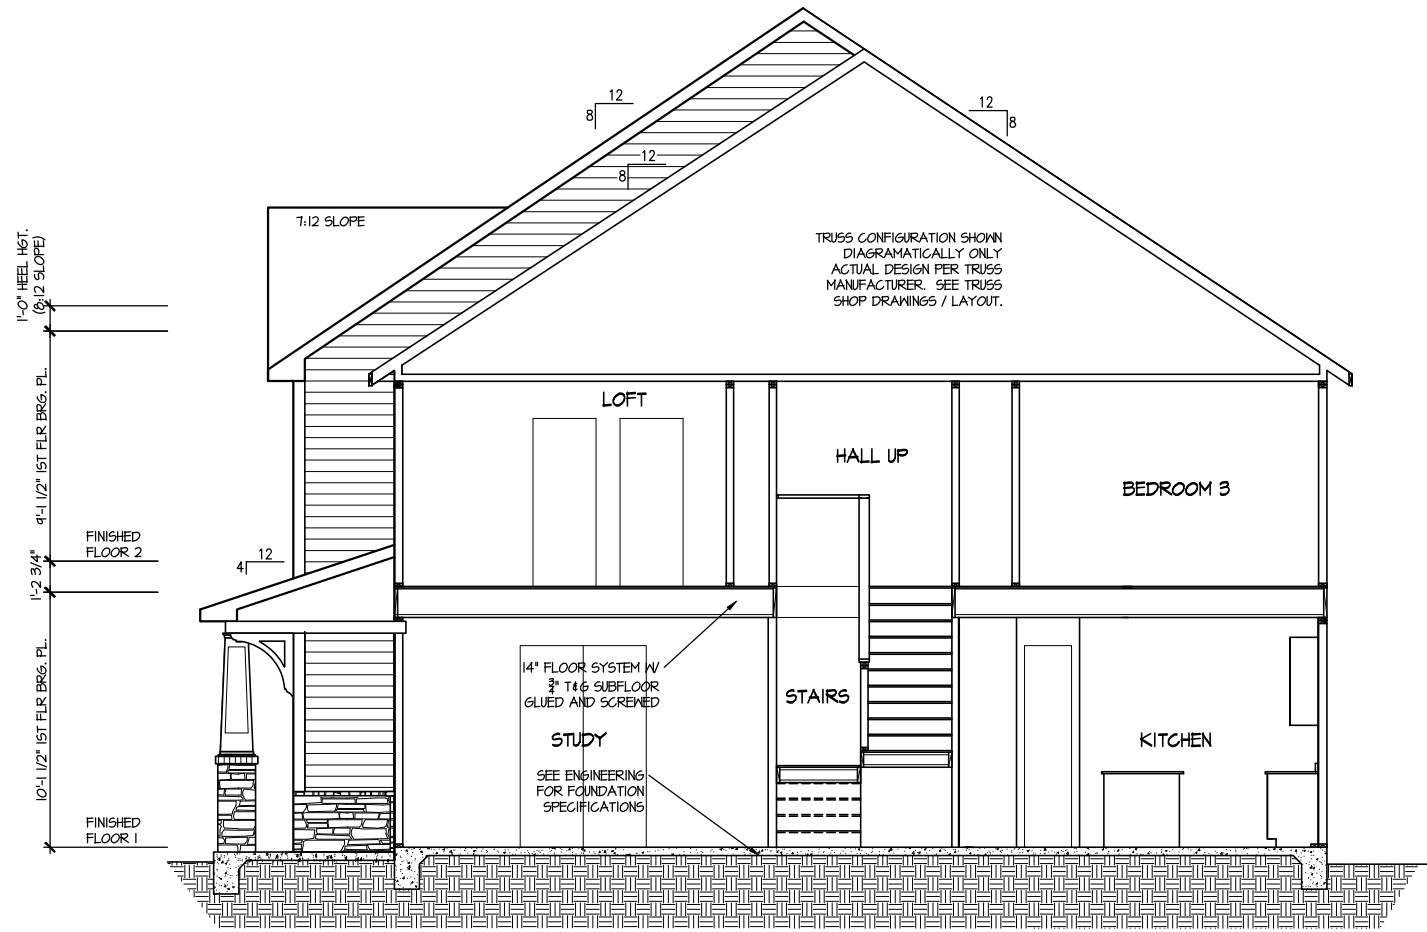 12
8
12
8
12
8
7:12 SLOPE
TRUSS CONFIGURATION SHOWN
DIAGRAMATICALLY ONLY
ACTUAL DESIGN PER TRUSS
MANUFACTURER. SEE TRUSS
SHOP DRAWINGS / LAYOUT.
1'-0" HEEL HGT.
(8:12 SLOPE)
9'-1 1/2" 1ST FLR BRG. PL.
LOFT
HALL UP
BEDROOM 3
FINISHED
FLOOR 2
12
4
1'-2 3/4"
10'-1 1/2" 1ST FLR BRG. PL.
14" FLOOR SYSTEM W/
3/4" T&G SUBFLOOR
GLUED AND SCREWED
STAIRS
STUDY
KITCHEN
SEE ENGINEERING
FOR FOUNDATION
SPECIFICATIONS
FINISHED
FLOOR 1